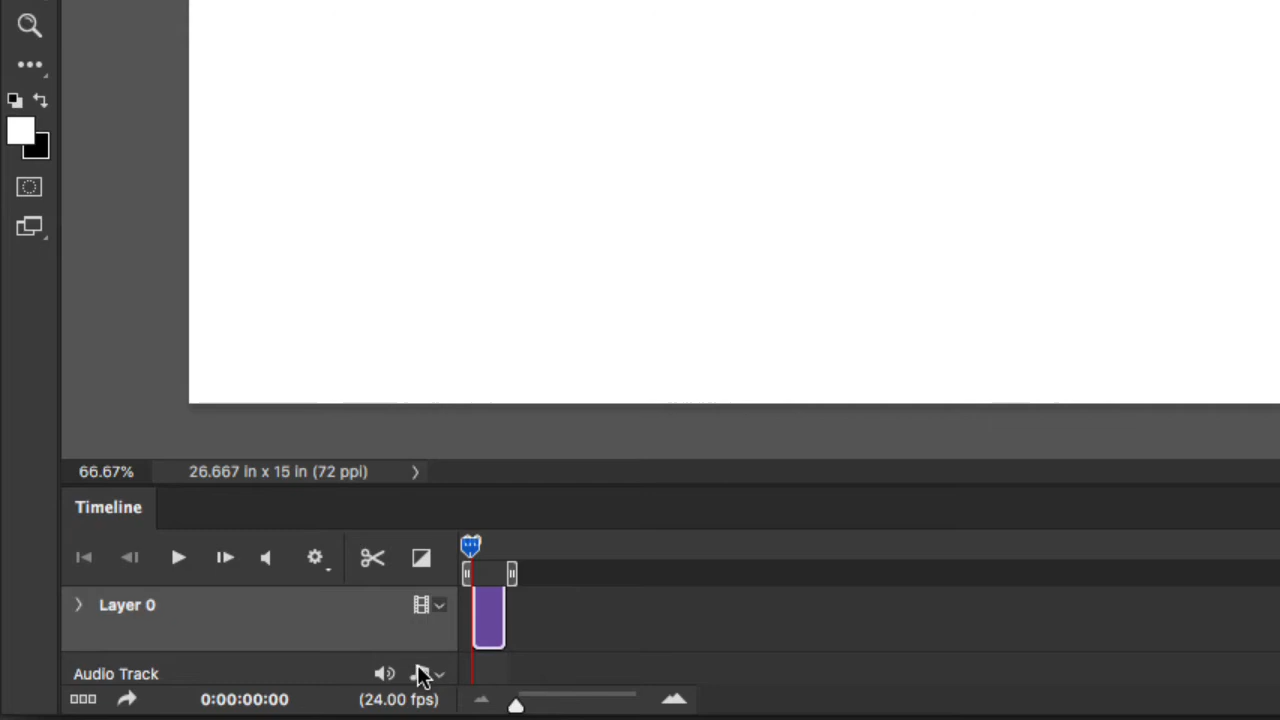 66.67% 26.667 in x 15 in (72 ppi)
Timeline
Layer 0
Audio Track
0:00:00:00 (24.00 fps)